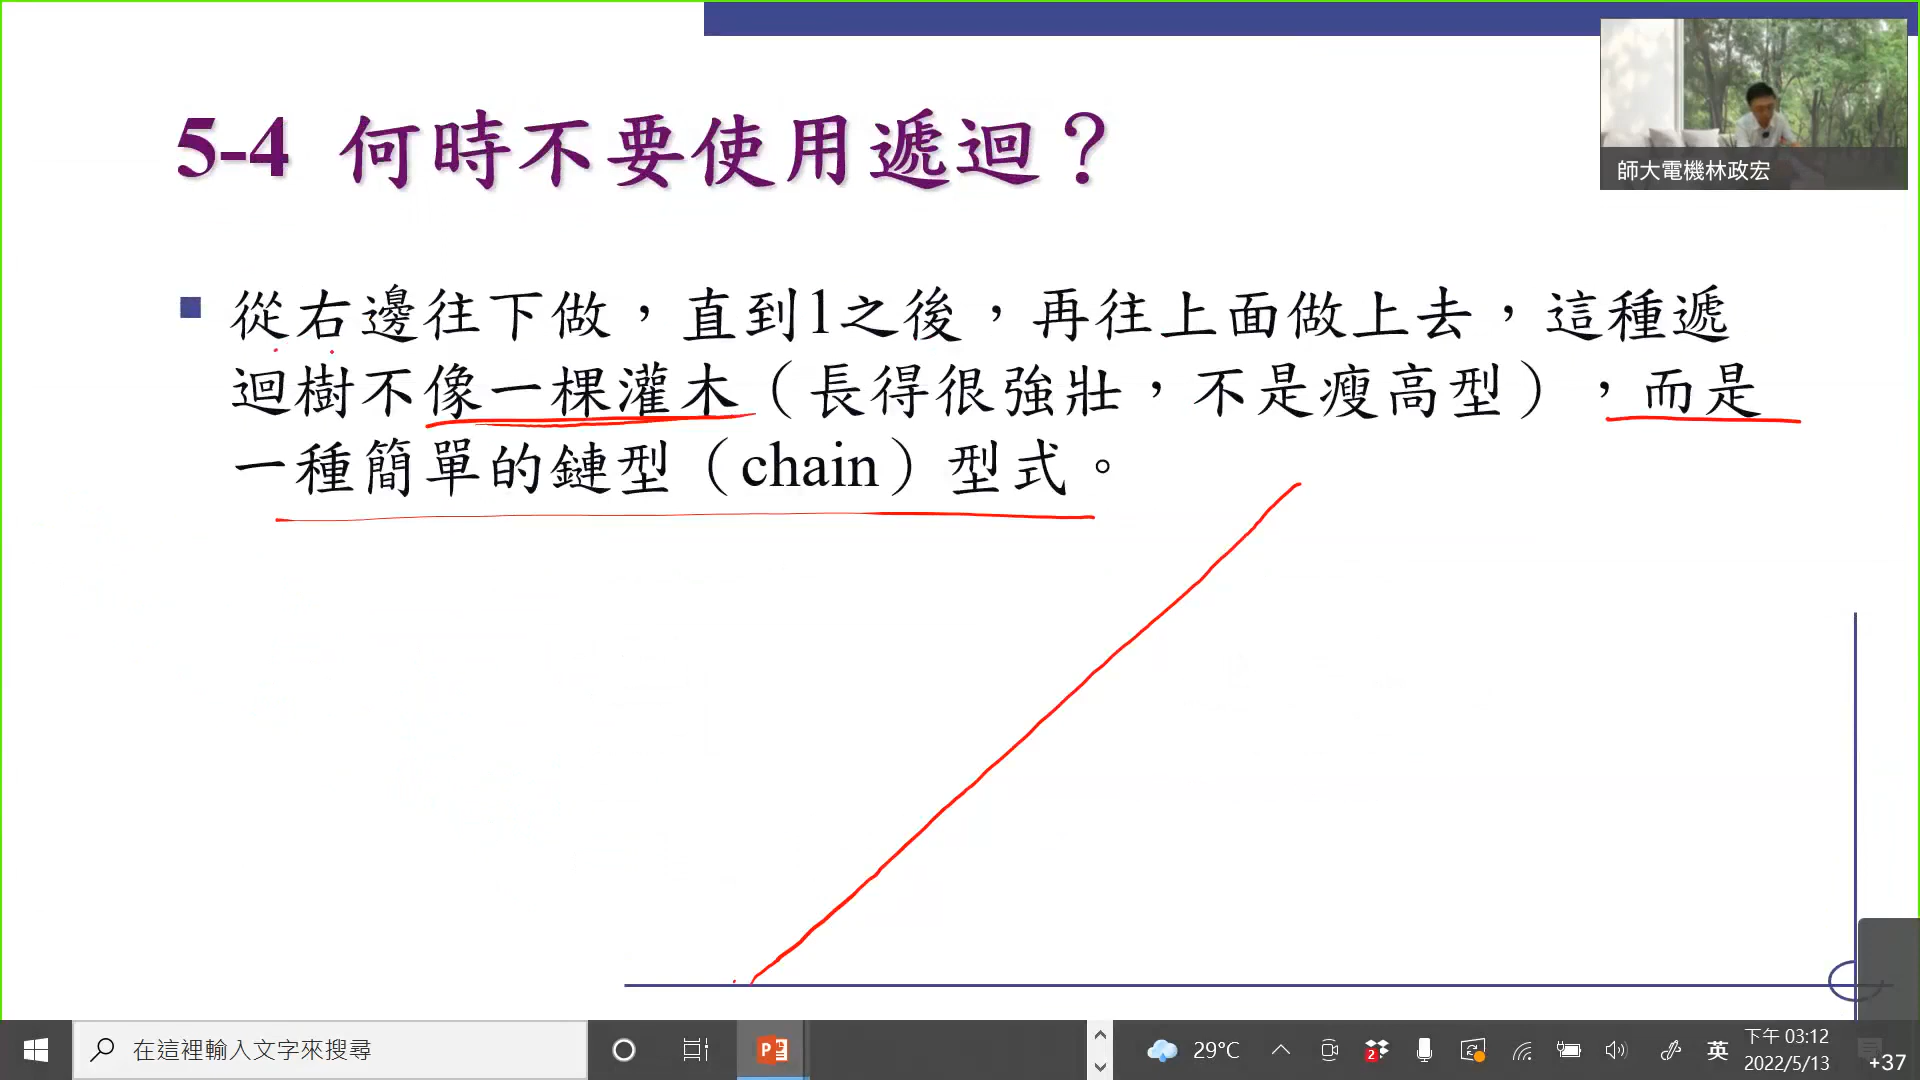 5-4 何時不要使用遞迴？
師大電機林政宏
從右邊往下做，直到1之後，再往上面做上去，這種遞
迴樹不像一棵灌木（長得很強壯，不是瘦高型），而是
一種簡單的鏈型（chain）型式。
在這裡輸入文字來搜尋
29°C
2
英
下午 03:12
2022/5/13
+37